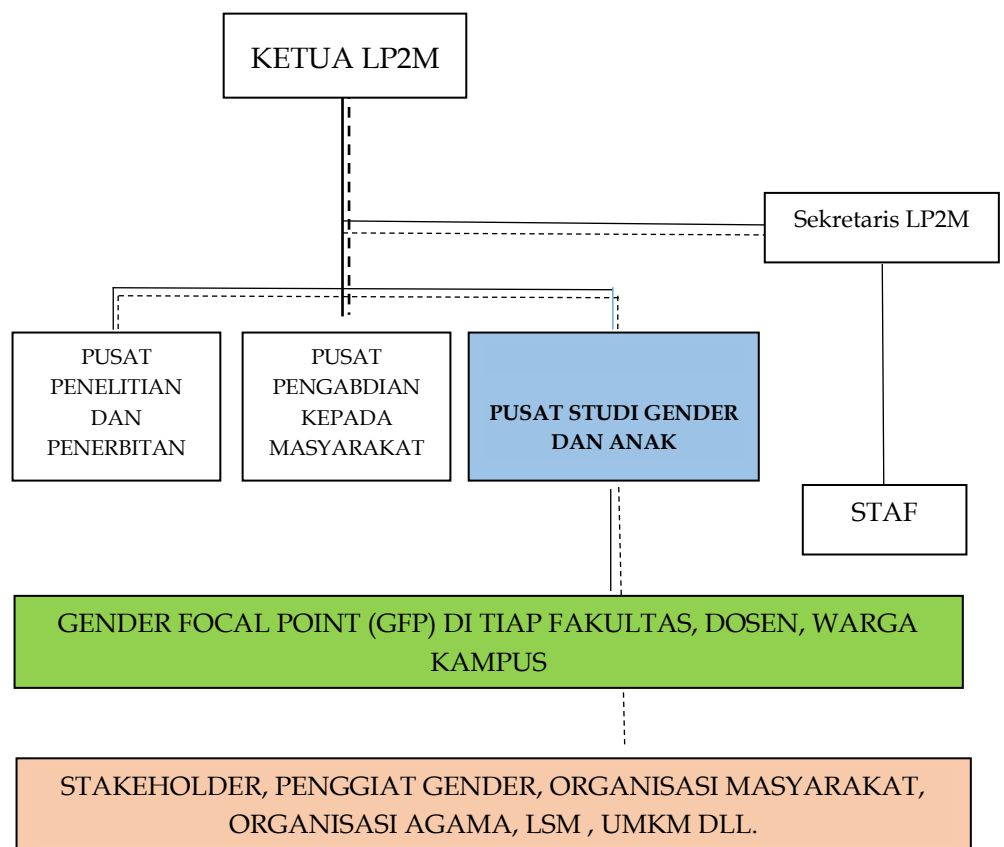 KETUA LP2M
Sekretaris LP2M
PUSAT
PENELITIAN
DAN
PENERBITAN
PUSAT
PENGABDIAN
KEPADA
MASYARAKAT
PUSAT STUDI GENDER
DAN ANAK
STAF
GENDER FOCAL POINT (GFP) DI TIAP FAKULTAS, DOSEN, WARGA
KAMPUS
STAKEHOLDER, PENGGIAT GENDER, ORGANISASI MASYARAKAT,
ORGANISASI AGAMA, LSM , UMKM DLL.